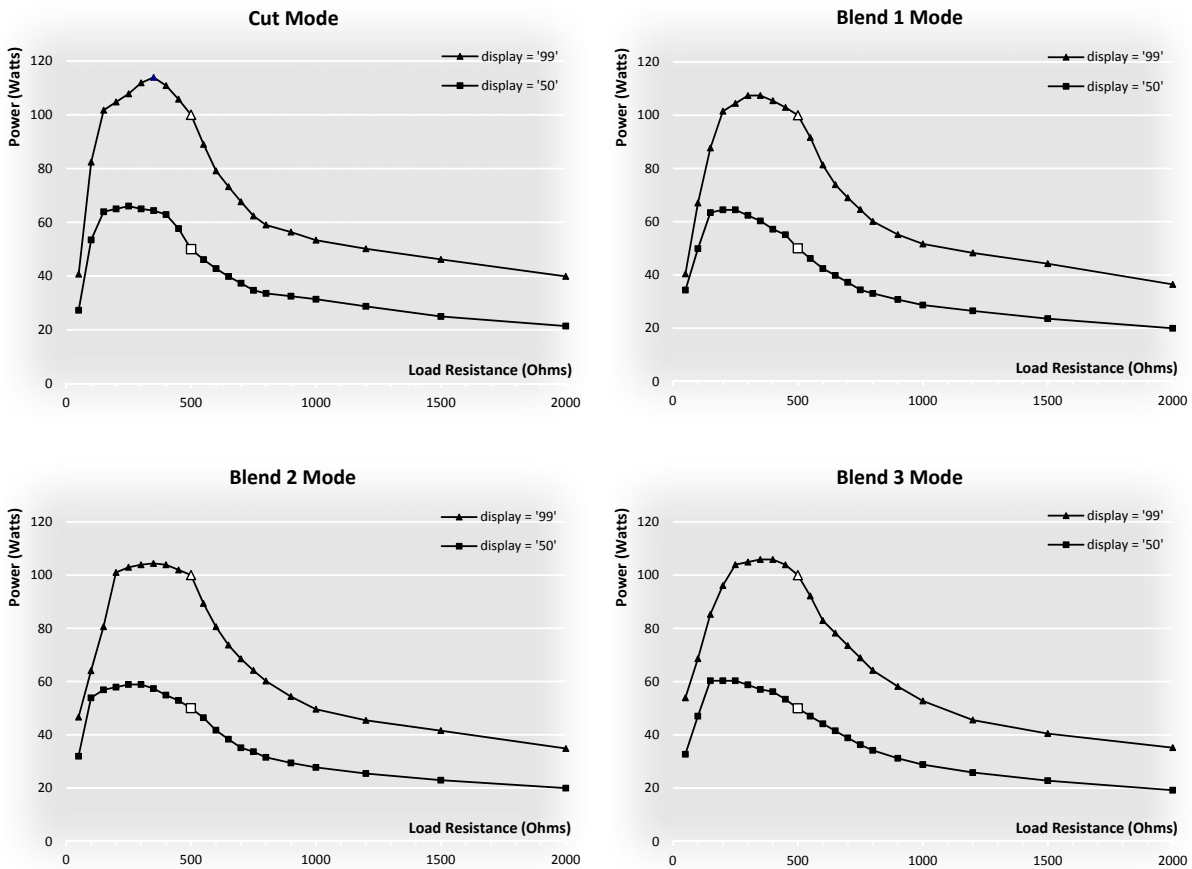 Cut Mode
Power (Watts)
display = '99'
display = '50'
120
100
80
60
40
20
0
Load Resistance (Ohms)
0 500 1000 1500 2000
Blend 1 Mode
Power (Watts)
display = '99'
display = '50'
120
100
80
60
40
20
0
Load Resistance (Ohms)
0 500 1000 1500 2000
Blend 2 Mode
Power (Watts)
display = '99'
display = '50'
120
100
80
60
40
20
0
Load Resistance (Ohms)
0 500 1000 1500 2000
Blend 3 Mode
Power (Watts)
display = '99'
display = '50'
120
100
80
60
40
20
0
Load Resistance (Ohms)
0 500 1000 1500 2000